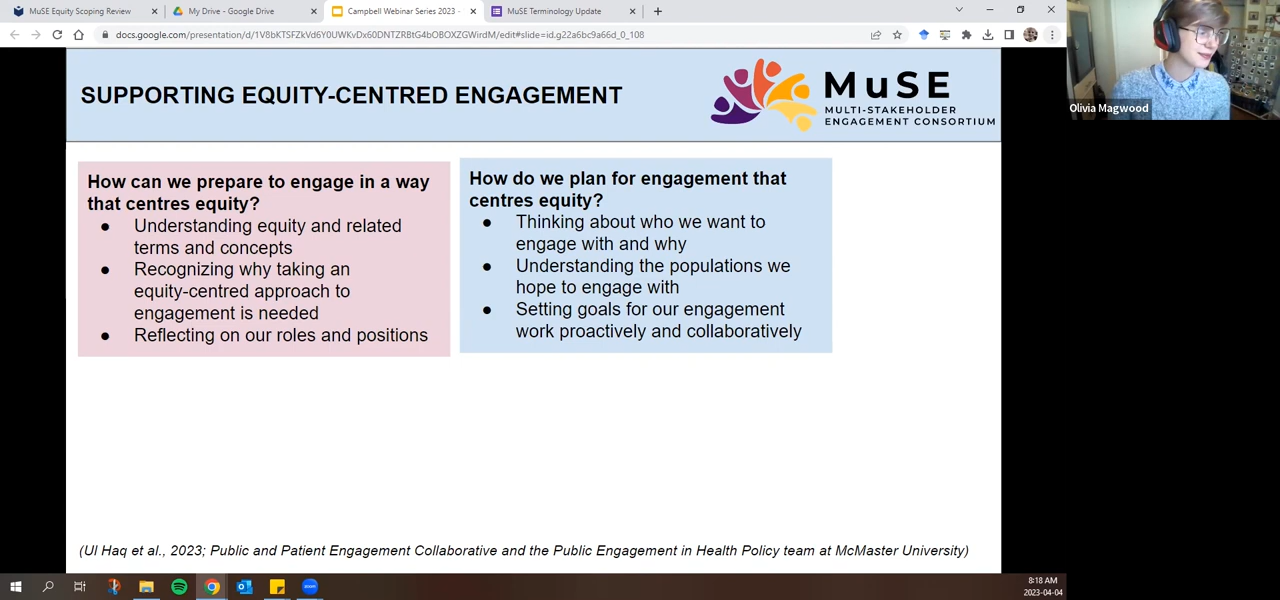 MuSE Equity Scoping Review
My Drive - Google Drive
Campbell Webinar Series 2023 -
MuSE Terminology Update
docs.google.com/presentation/d/1V8bKTSFZkVd6Y0UWKvDx60DNTZRBtG4bOBOXZGWirdM/edit#slide=id.g22a6bc9a66d_0_108
SUPPORTING EQUITY-CENTRED ENGAGEMENT
MuSE
MULTI-STAKEHOLDER
ENGAGEMENT CONSORTIUM
Olivia Magwood
How can we prepare to engage in a way
that centres equity?
● Understanding equity and related
terms and concepts
● Recognizing why taking an
equity-centred approach to
engagement is needed
● Reflecting on our roles and positions
How do we plan for engagement that
centres equity?
● Thinking about who we want to
engage with and why
● Understanding the populations we
hope to engage with
● Setting goals for our engagement
work proactively and collaboratively
(Ul Haq et al., 2023; Public and Patient Engagement Collaborative and the Public Engagement in Health Policy team at McMaster University)
zoom
8:18 AM
2023-04-04